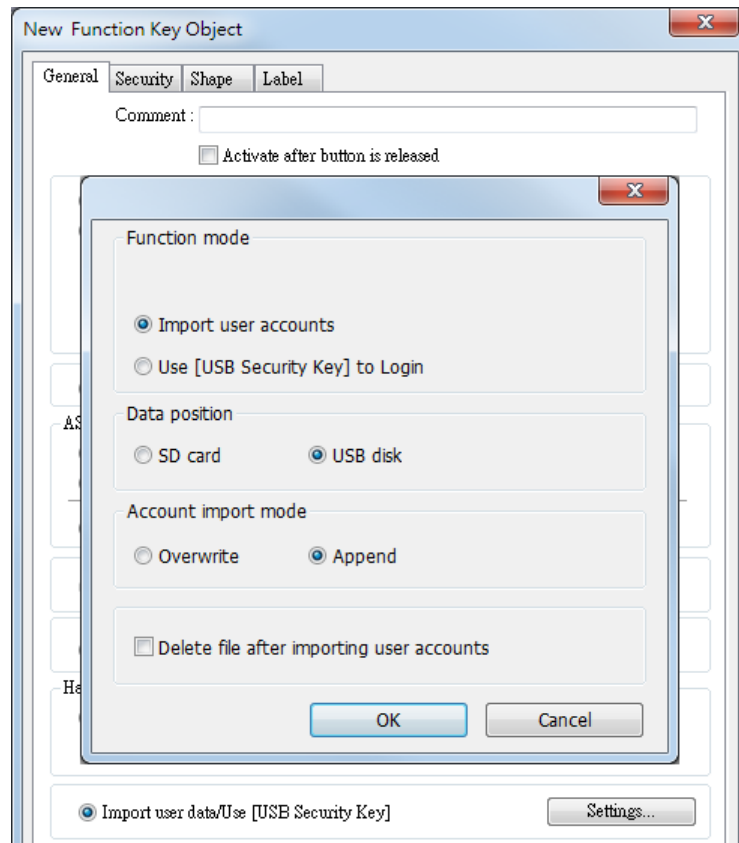 New Function Key Object
General Security Shape Label
Comment :
Activate after button is released
Function mode
Import user accounts
Use [USB Security Key] to Login
Data position
SD card USB disk
Account import mode
Overwrite Append
Delete file after importing user accounts
OK Cancel
Import user data/Use [USB Security Key] Settings...